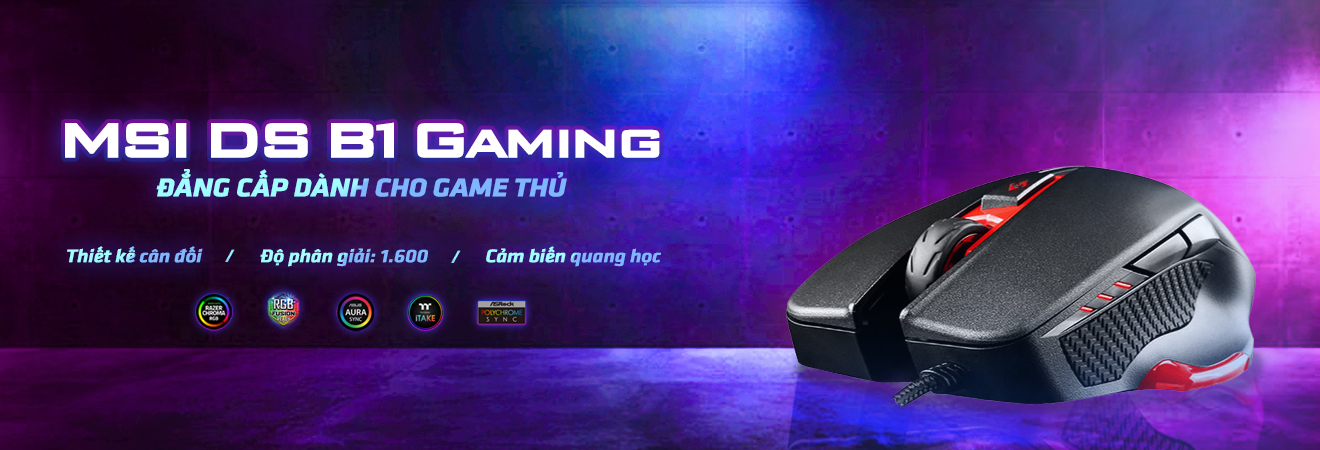 MSI DS B1 GAMING
ĐẲNG CẤP DÀNH CHO GAME THỦ
Thiết kế cân đối / Độ phân giải: 1.600 / Cảm biến quang học
RAZER CHROMA RGB
RGB FUSION
ASUS AURA SYNC
iTAKE
ASRock POLYCHROME SYNC